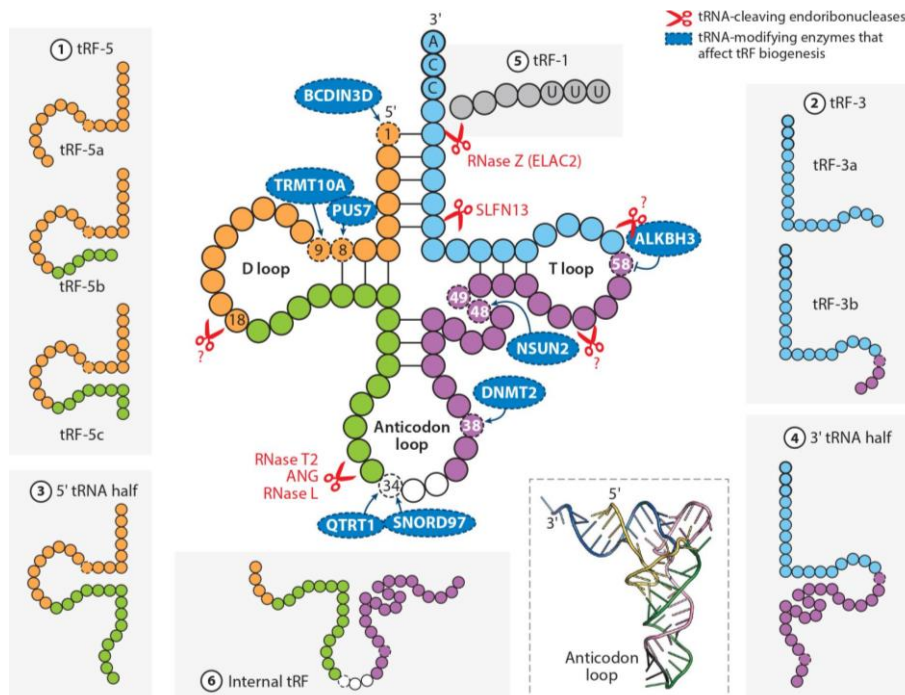 ① tRF-5
tRF-5a
tRF-5b
tRF-5c
③ 5' tRNA half
3'
A
C
C
⑤ tRF-1
U U U
BCDIN3D
5'
1
RNase Z (ELAC2)
TRMT10A
PUS7
SLFN13
?
ALKBH3
9
8
D loop
T loop
58
18
?
49
48
NSUN2
?
DNMT2
38
Anticodon
loop
RNase T2
ANG
RNase L
34
QTRT1
SNORD97
⑥ Internal tRF
5'
3'
Anticodon
loop
tRNA-cleaving endoribonucleases
tRNA-modifying enzymes that
affect tRF biogenesis
② tRF-3
tRF-3a
tRF-3b
④ 3' tRNA half